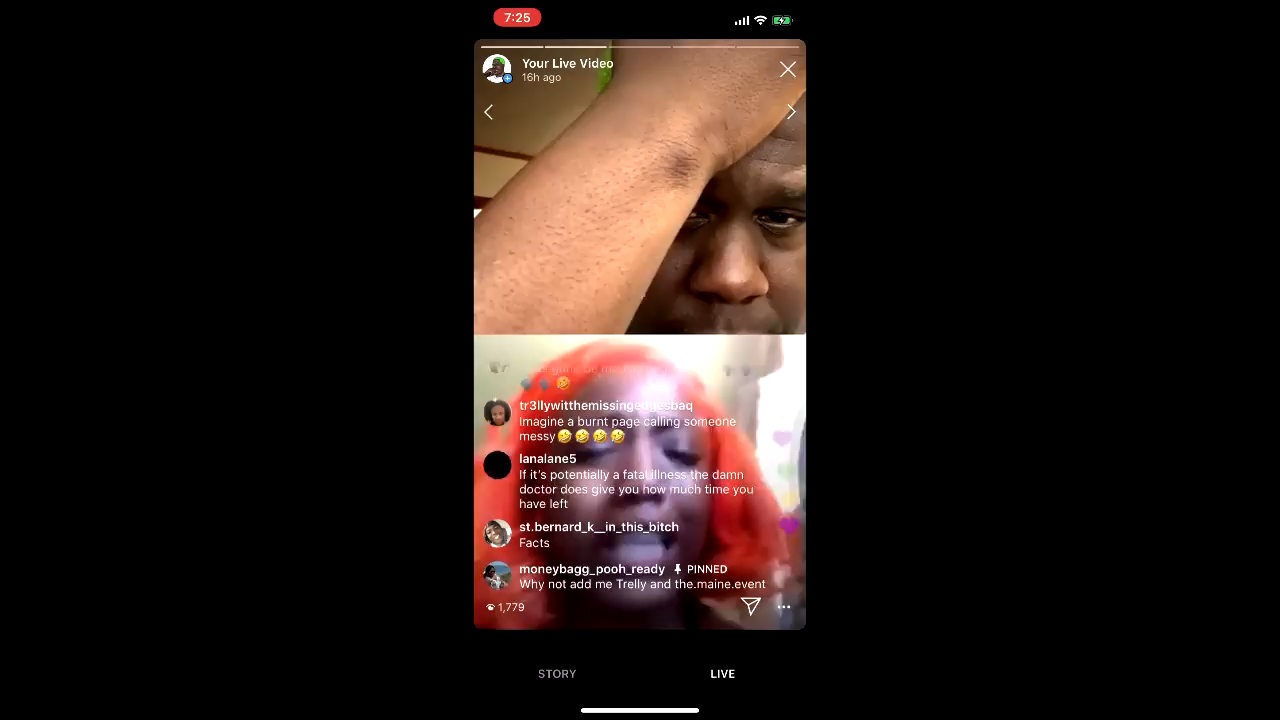 7:25
Your Live Video
16h ago
tr3llywitthemissingedgesbaq
Imagine a burnt page calling someone
messy🤣🤣🤣🤣
lanalane5
If it's potentially a fatal illness the damn
doctor does give you how much time you
have left
st.bernard_k__in_this_bitch
Facts
moneybagg_pooh_ready PINNED
Why not add me Trelly and the.maine.event
1,779
STORY
LIVE